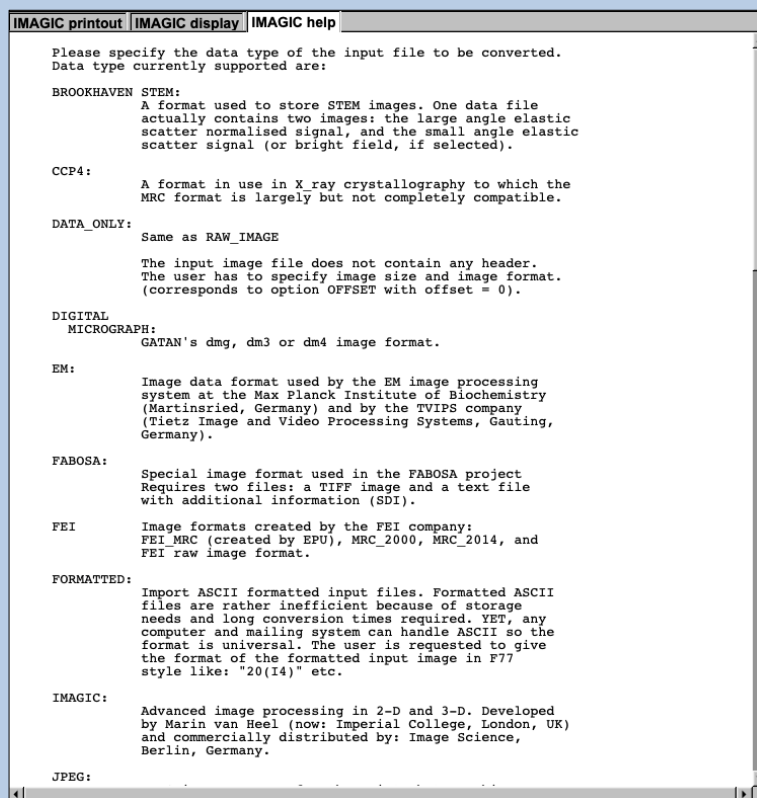 IMAGIC printout IMAGIC display IMAGIC help
Please specify the data type of the input file to be converted.
Data type currently supported are:
BROOKHAVEN STEM:
A format used to store STEM images. One data file
actually contains two images: the large angle elastic
scatter normalised signal, and the small angle elastic
scatter signal (or bright field, if selected).
CCP4:
A format in use in X_ray crystallography to which the
MRC format is largely but not completely compatible.
DATA_ONLY:
Same as RAW_IMAGE
The input image file does not contain any header.
The user has to specify image size and image format.
(corresponds to option OFFSET with offset = 0).
DIGITAL
MICROGRAPH:
GATAN's dmg, dm3 or dm4 image format.
EM:
Image data format used by the EM image processing
system at the Max Planck Institute of Biochemistry
(Martinsried, Germany) and by the TVIPS company
(Tietz Image and Video Processing Systems, Gauting,
Germany).
FABOSA:
Special image format used in the FABOSA project
Requires two files: a TIFF image and a text file
with additional information (SDI).
FEI Image formats created by the FEI company:
FEI_MRC (created by EPU), MRC_2000, MRC_2014, and
FEI raw image format.
FORMATTED:
Import ASCII formatted input files. Formatted ASCII
files are rather inefficient because of storage
needs and long conversion times required. YET, any
computer and mailing system can handle ASCII so the
format is universal. The user is requested to give
the format of the formatted input image in F77
style like: "20(I4)" etc.
IMAGIC:
Advanced image processing in 2-D and 3-D. Developed
by Marin van Heel (now: Imperial College, London, UK)
and commercially distributed by: Image Science,
Berlin, Germany.
JPEG: